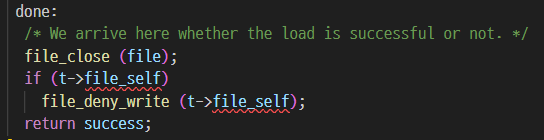 done:
/* We arrive here whether the load is successful or not. */
file_close (file);
if (t->file_self)
file_deny_write (t->file_self);
return success;